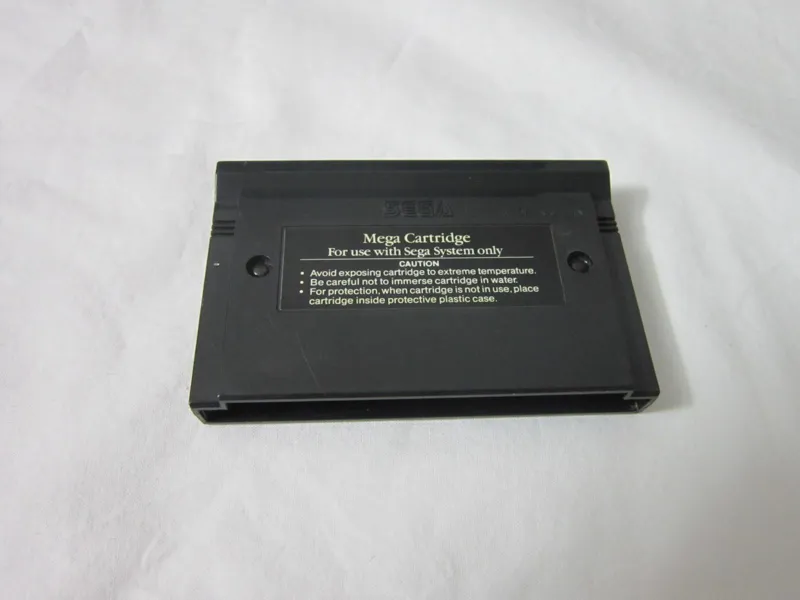 SEGA
Mega Cartridge
For use with Sega System only
CAUTION
• Avoid exposing cartridge to extreme temperature.
• Be careful not to immerse cartridge in water.
• For protection, when cartridge is not in use, place
cartridge inside protective plastic case.